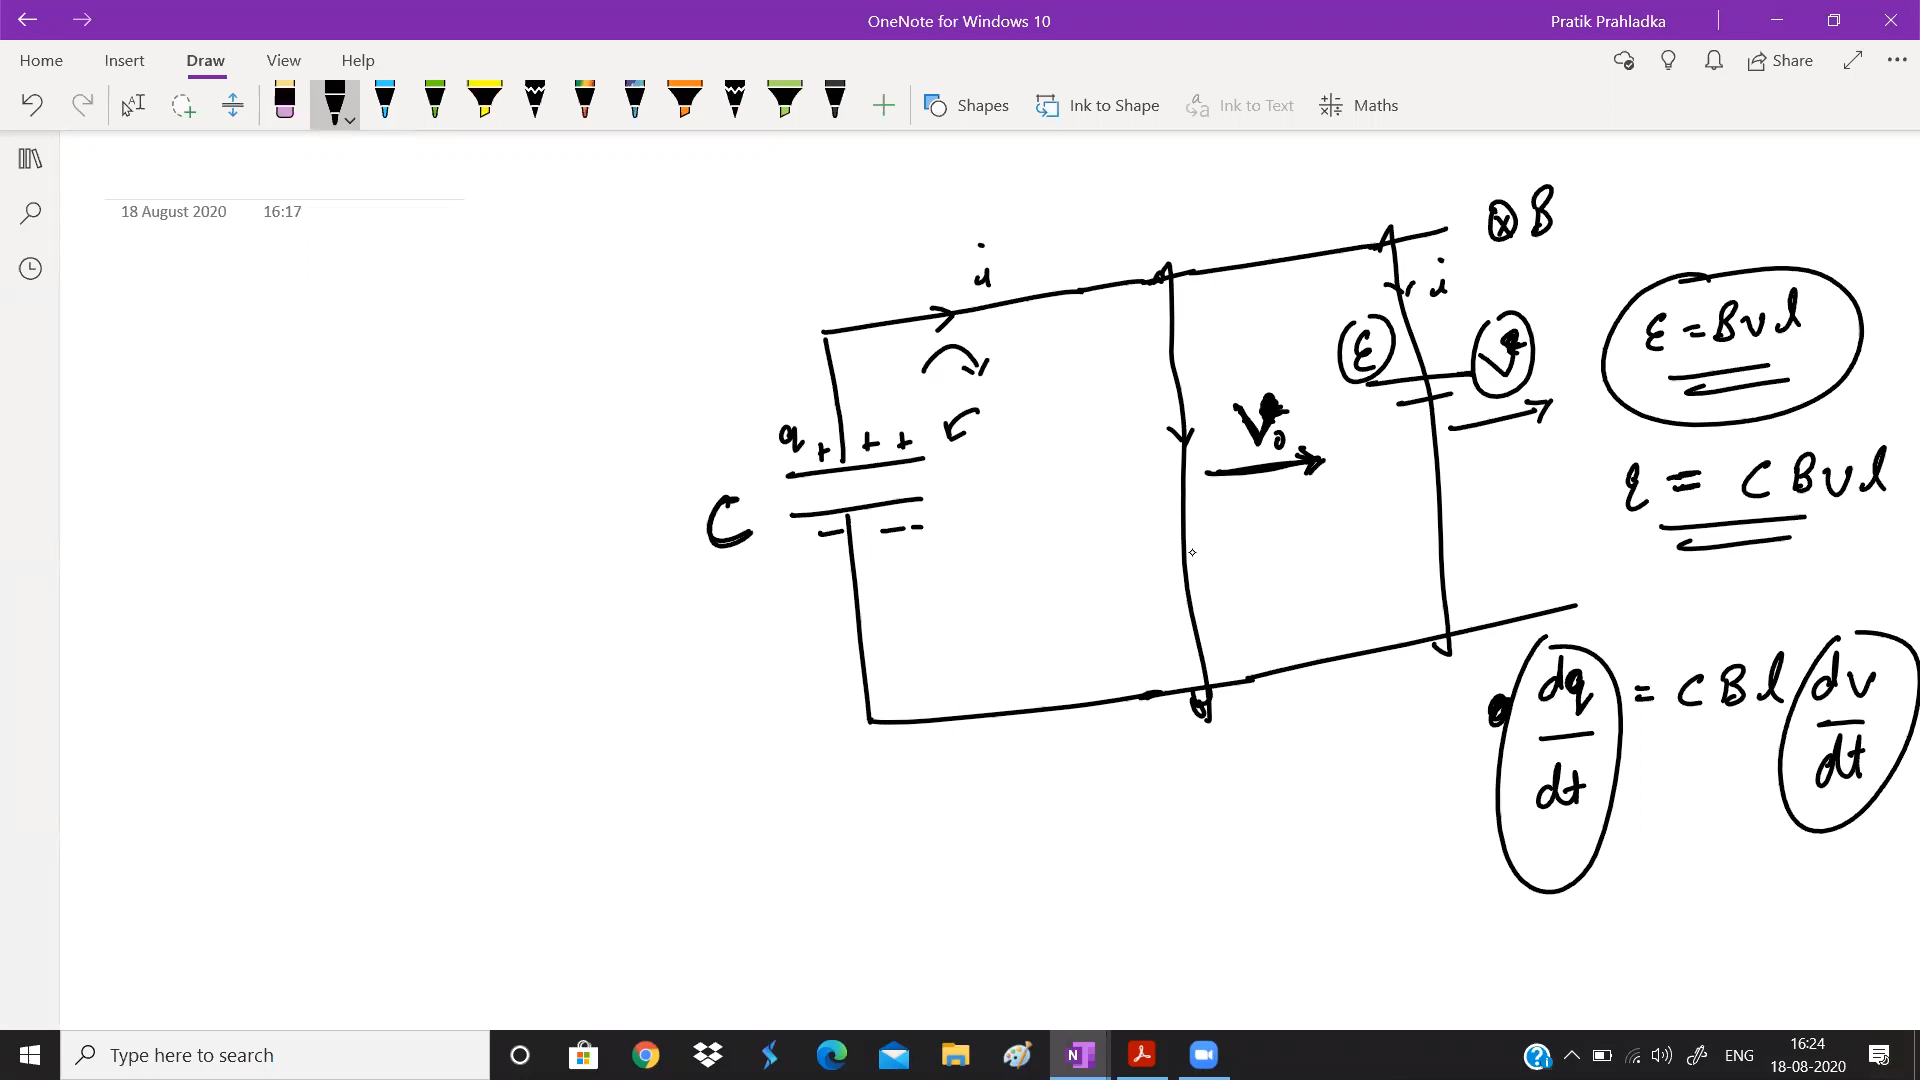 OneNote for Windows 10
Pratik Prahladka
Home Insert Draw View Help
Share
Shapes Ink to Shape Ink to Text Maths
18 August 2020 16:17
i
⊗ B
i
ε
V
ε = Bvl
q + + +
V₀
C
q = CBvl
dq/dt = CBl dv/dt
Type here to search
ENG
16:24
18-08-2020